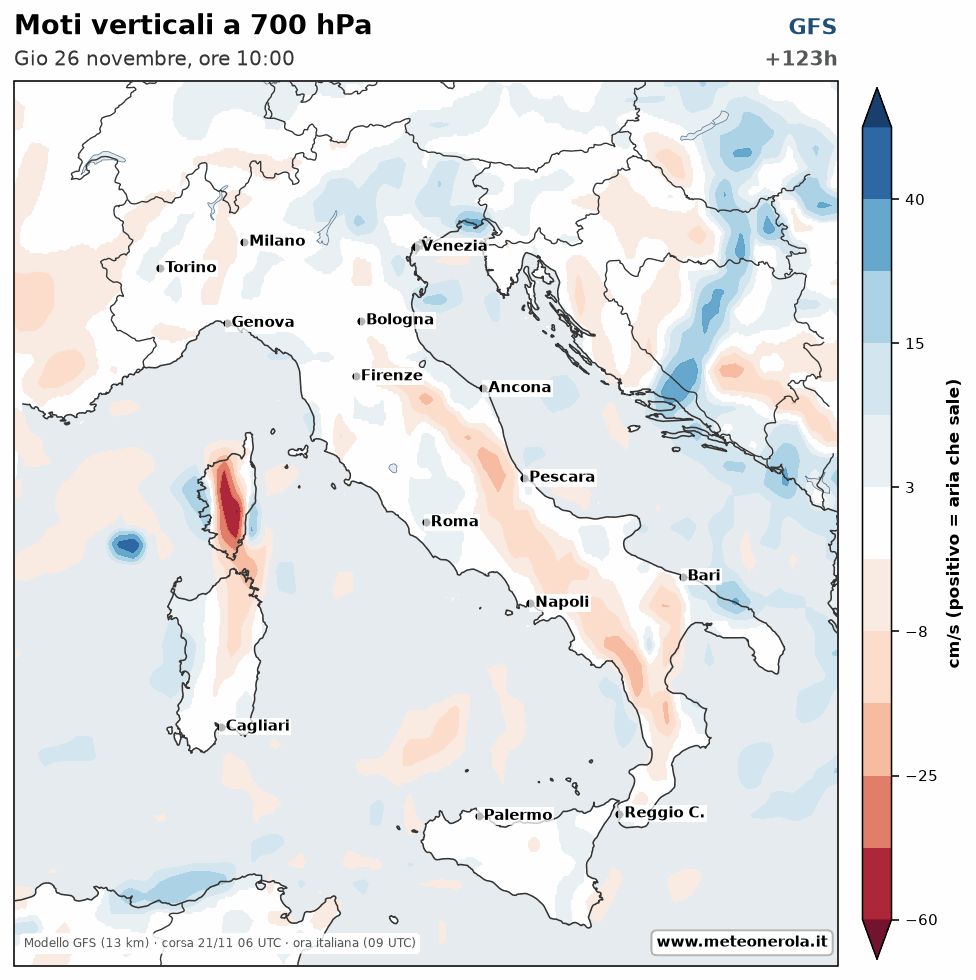 Moti verticali a 700 hPa
GFS
Gio 26 novembre, ore 10:00
+123h
Milano
Venezia
Torino
Genova
Bologna
Firenze
Ancona
Pescara
Roma
Bari
Napoli
Cagliari
Palermo
Reggio C.
40
15
3
−8
−25
−60
cm/s (positivo = aria che sale)
Modello GFS (13 km) · corsa 21/11 06 UTC · ora italiana (09 UTC)
www.meteonerola.it